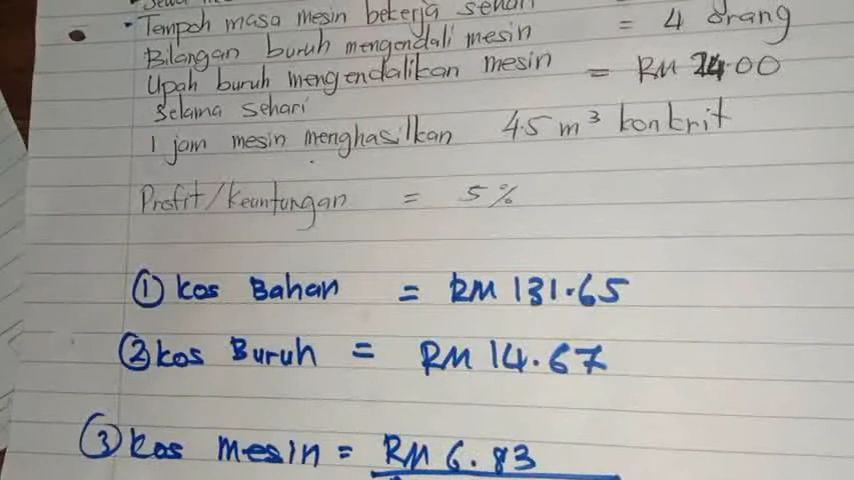 • Tempoh masa mesin bekerja sehari
Bilangan buruh mengendali mesin = 4 orang
Upah buruh mengendalikan mesin = RM 24.00
selama sehari
1 jam mesin menghasilkan 4.5 m³ konkrit
Profit/Keuntungan = 5%
① Kos Bahan = RM 131.65
② Kos Buruh = RM 14.67
③ Kos mesin = RM 6.83